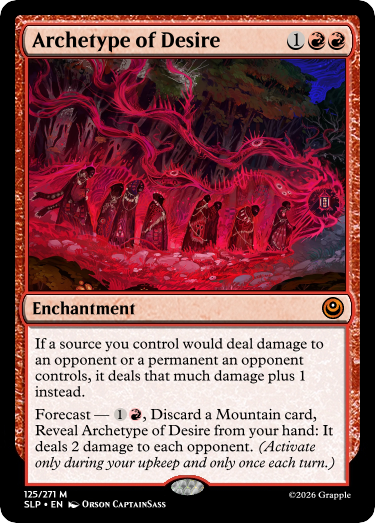 Archetype of Desire 1
Enchantment
If a source you control would deal damage to
an opponent or a permanent an opponent
controls, it deals that much damage plus 1
instead.
Forecast — 1, Discard a Mountain card,
Reveal Archetype of Desire from your hand: It
deals 2 damage to each opponent. (Activate
only during your upkeep and only once each turn.)
125/271 M
SLP • EN Orson CaptainSass
©2026 Grapple